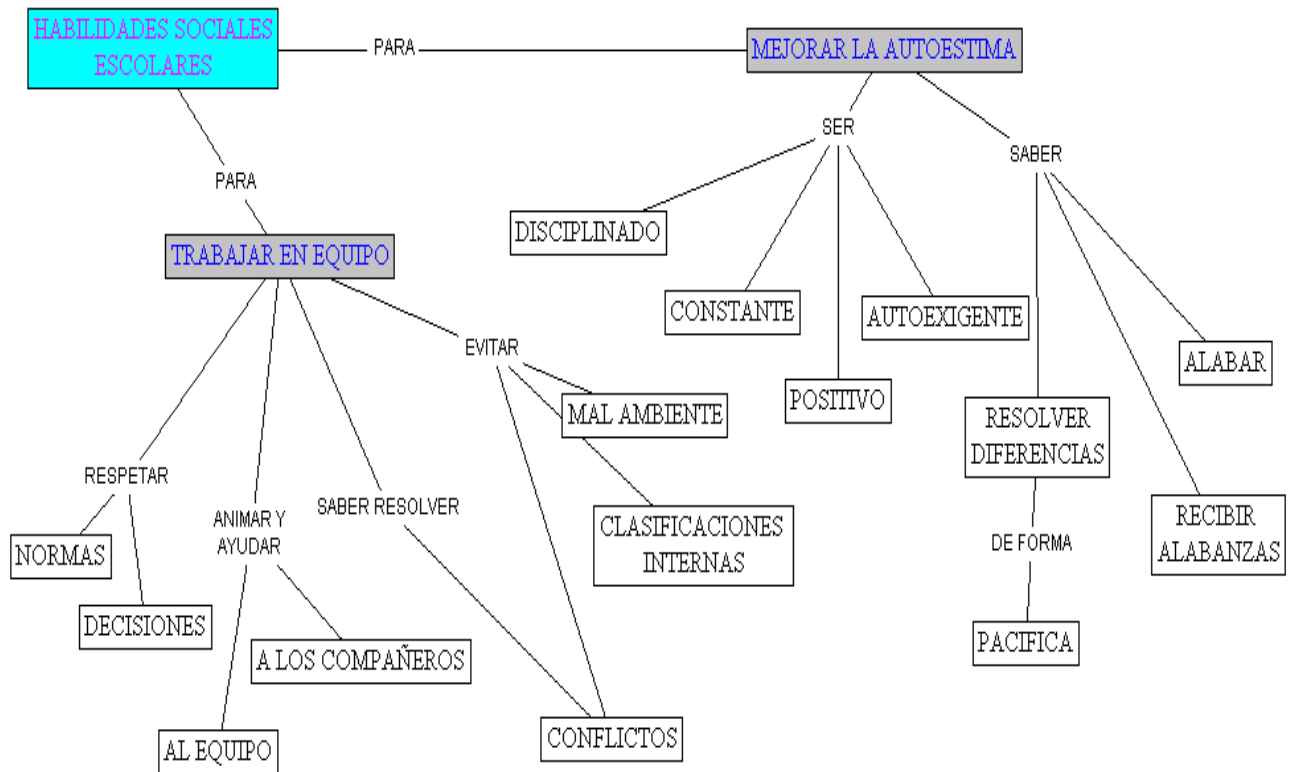 HABILIDADES SOCIALES
ESCOLARES
PARA
MEJORAR LA AUTOESTIMA
SER
SABER
PARA
DISCIPLINADO
TRABAJAR EN EQUIPO
CONSTANTE
AUTOEXIGENTE
EVITAR
ALABAR
POSITIVO
MAL AMBIENTE
RESOLVER
DIFERENCIAS
RESPETAR
SABER RESOLVER
ANIMAR Y
AYUDAR
CLASIFICACIONES
INTERNAS
RECIBIR
ALABANZAS
DE FORMA
NORMAS
DECISIONES
A LOS COMPAÑEROS
PACIFICA
AL EQUIPO
CONFLICTOS